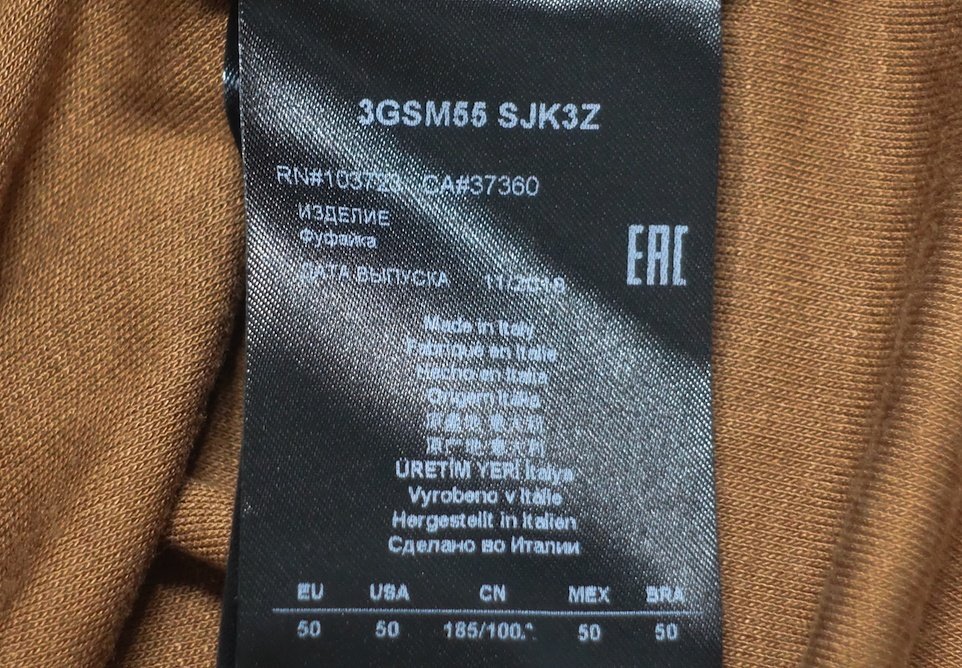 3GSM55 SJK3Z
CA#37360
ИЗДЕЛИЕ
Фуфайка
EAC
ДАТА ВЫПУСКА
Made in Italy
Fabriqué en Italie
Hecho en Italia
Origem Itália
ÜRETİM YERİ İtalya
Vyrobeno v Itálie
Hergestellt in Italien
Сделано во Италии
EU USA CN MEX BRA
50 50 185/100 50 50